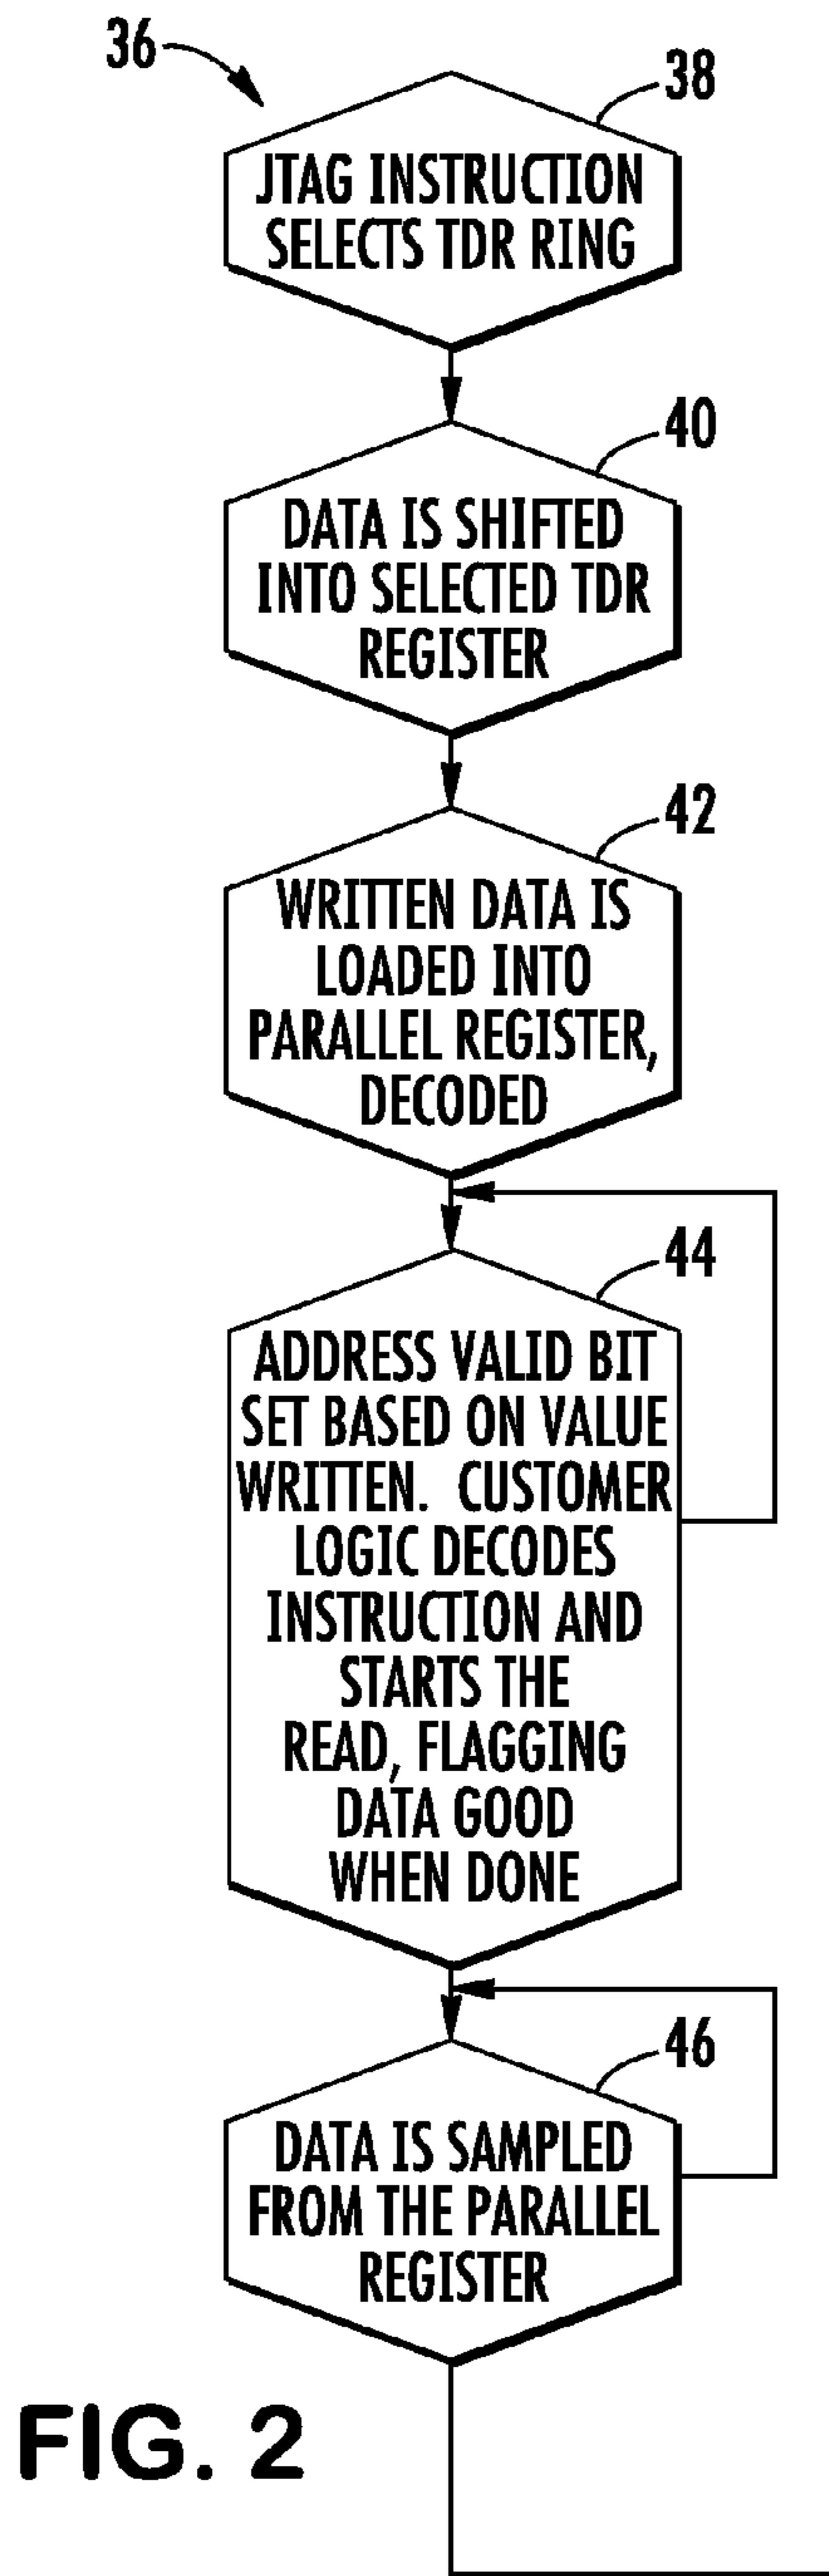 36
38
JTAG INSTRUCTION
SELECTS TDR RING
40
DATA IS SHIFTED
INTO SELECTED TDR
REGISTER
42
WRITTEN DATA IS
LOADED INTO
PARALLEL REGISTER,
DECODED
44
ADDRESS VALID BIT
SET BASED ON VALUE
WRITTEN. CUSTOMER
LOGIC DECODES
INSTRUCTION AND
STARTS THE
READ, FLAGGING
DATA GOOD
WHEN DONE
46
DATA IS SAMPLED
FROM THE PARALLEL
REGISTER
FIG. 2